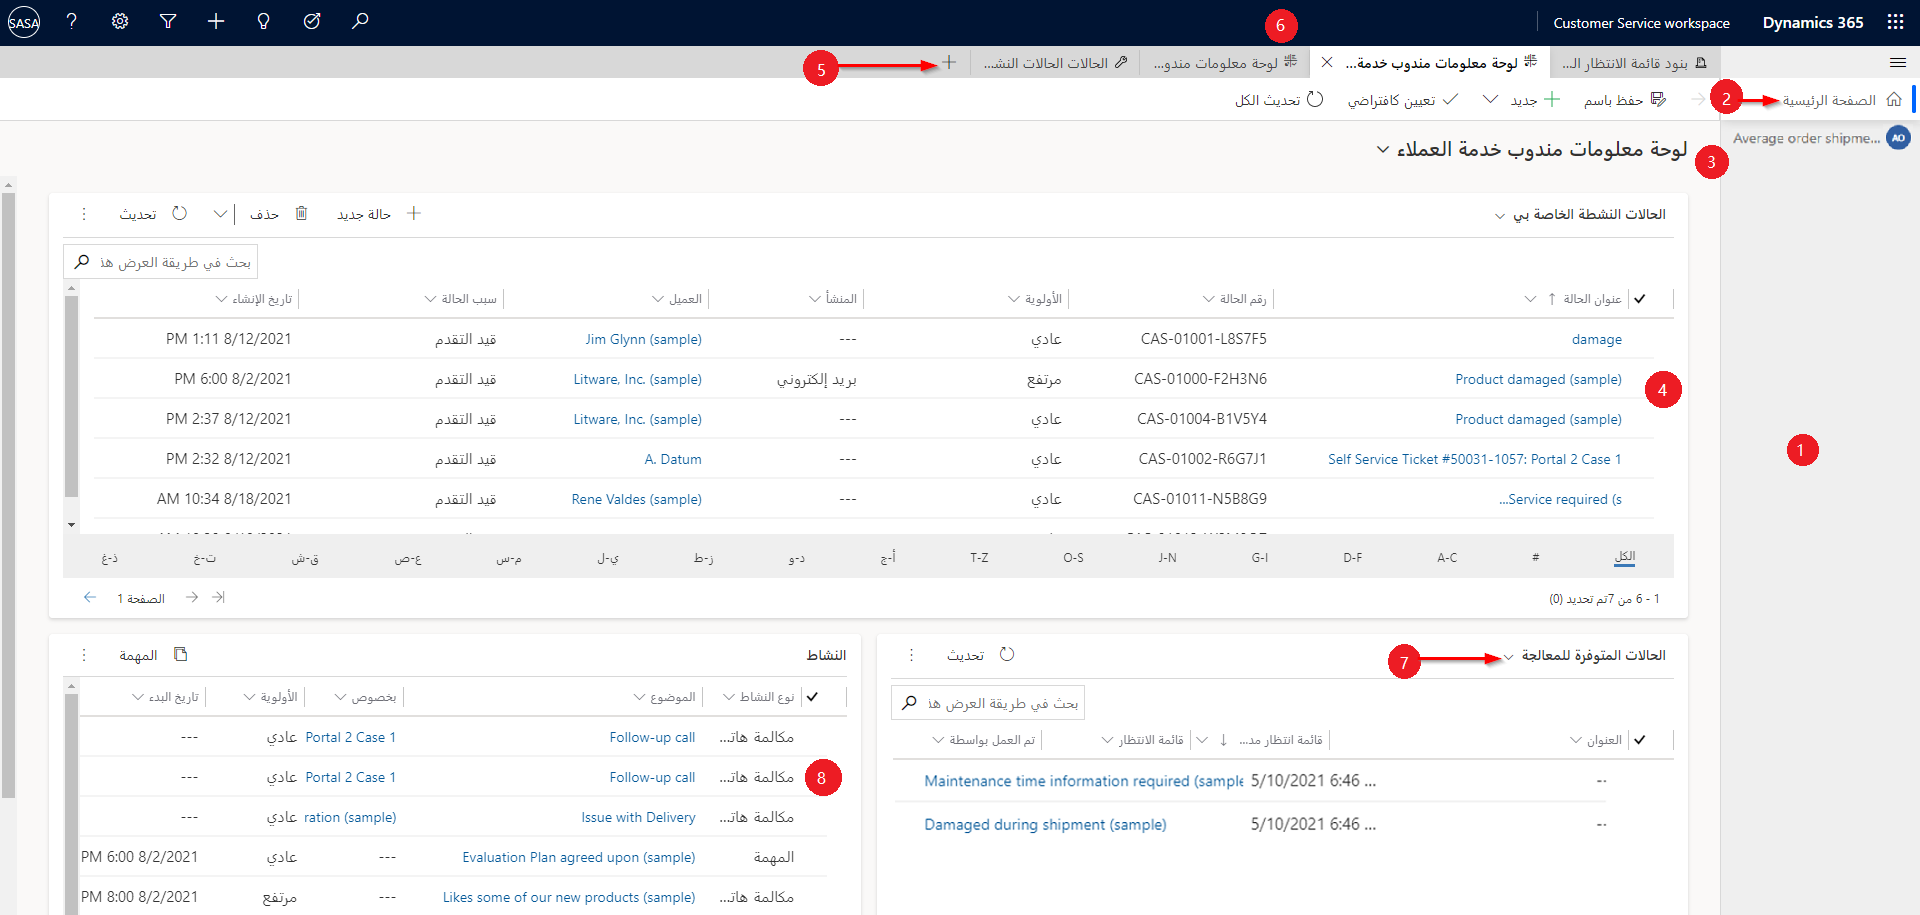 Dynamics 365
Customer Service workspace
?
SASA
6
بنود قائمة الانتظار الـ...
لوحة معلومات مندوب خدمة...
لوحة معلومات مندو...
الحالات الحالات النش...
5
الصفحة الرئيسية
2
حفظ باسم
جديد
تعيين كافتراضي
تحديث الكل
AO
Average order shipme...
1
3
لوحة معلومات مندوب خدمة العملاء
الحالات النشطة الخاصة بي
حالة جديد
حذف
تحديث
بحث في طريقة العرض هذ
عنوان الحالة
رقم الحالة
الأولوية
المنشأ
العميل
سبب الحالة
تاريخ الإنشاء
damage
CAS-01001-L8S7F5
عادي
---
Jim Glynn (sample)
قيد التقدم
8/12/2021 1:11 PM
Product damaged (sample)
CAS-01000-F2H3N6
مرتفع
بريد إلكتروني
Litware, Inc. (sample)
قيد التقدم
8/2/2021 6:00 PM
4
Product damaged (sample)
CAS-01004-B1V5Y4
عادي
---
Litware, Inc. (sample)
قيد التقدم
8/12/2021 2:37 PM
Self Service Ticket #50031-1057: Portal 2 Case 1
CAS-01002-R6G7J1
عادي
---
A. Datum
قيد التقدم
8/12/2021 2:32 PM
Service required (s...
CAS-01011-N5B8G9
عادي
---
Rene Valdes (sample)
قيد التقدم
8/18/2021 10:34 AM
الكل
#
A-C
D-F
G-I
J-N
O-S
T-Z
أ-ج
د-و
ز-ط
ي-ل
م-س
ع-ص
ق-ش
ت-خ
ذ-غ
1 - 6 من 7تم تحديد (0)
الصفحة 1
الحالات المتوفرة للمعالجة
7
تحديث
بحث في طريقة العرض هذ
العنوان
قائمة انتظار مد...
قائمة الانتظار
تم العمل بواسطة
--
5/10/2021 6:46 ...
Maintenance time information required (sample
--
5/10/2021 6:46 ...
Damaged during shipment (sample)
النشاط
المهمة
نوع النشاط
الموضوع
بخصوص
الأولوية
تاريخ البدء
مكالمة هاتـ...
Follow-up call
Portal 2 Case 1
عادي
---
8
مكالمة هاتـ...
Follow-up call
Portal 2 Case 1
عادي
---
مكالمة هاتـ...
Issue with Delivery
ration (sample)
عادي
---
المهمة
Evaluation Plan agreed upon (sample)
---
عادي
8/2/2021 6:00 PM
مكالمة هاتـ...
Likes some of our new products (sample)
---
مرتفع
8/2/2021 8:00 PM